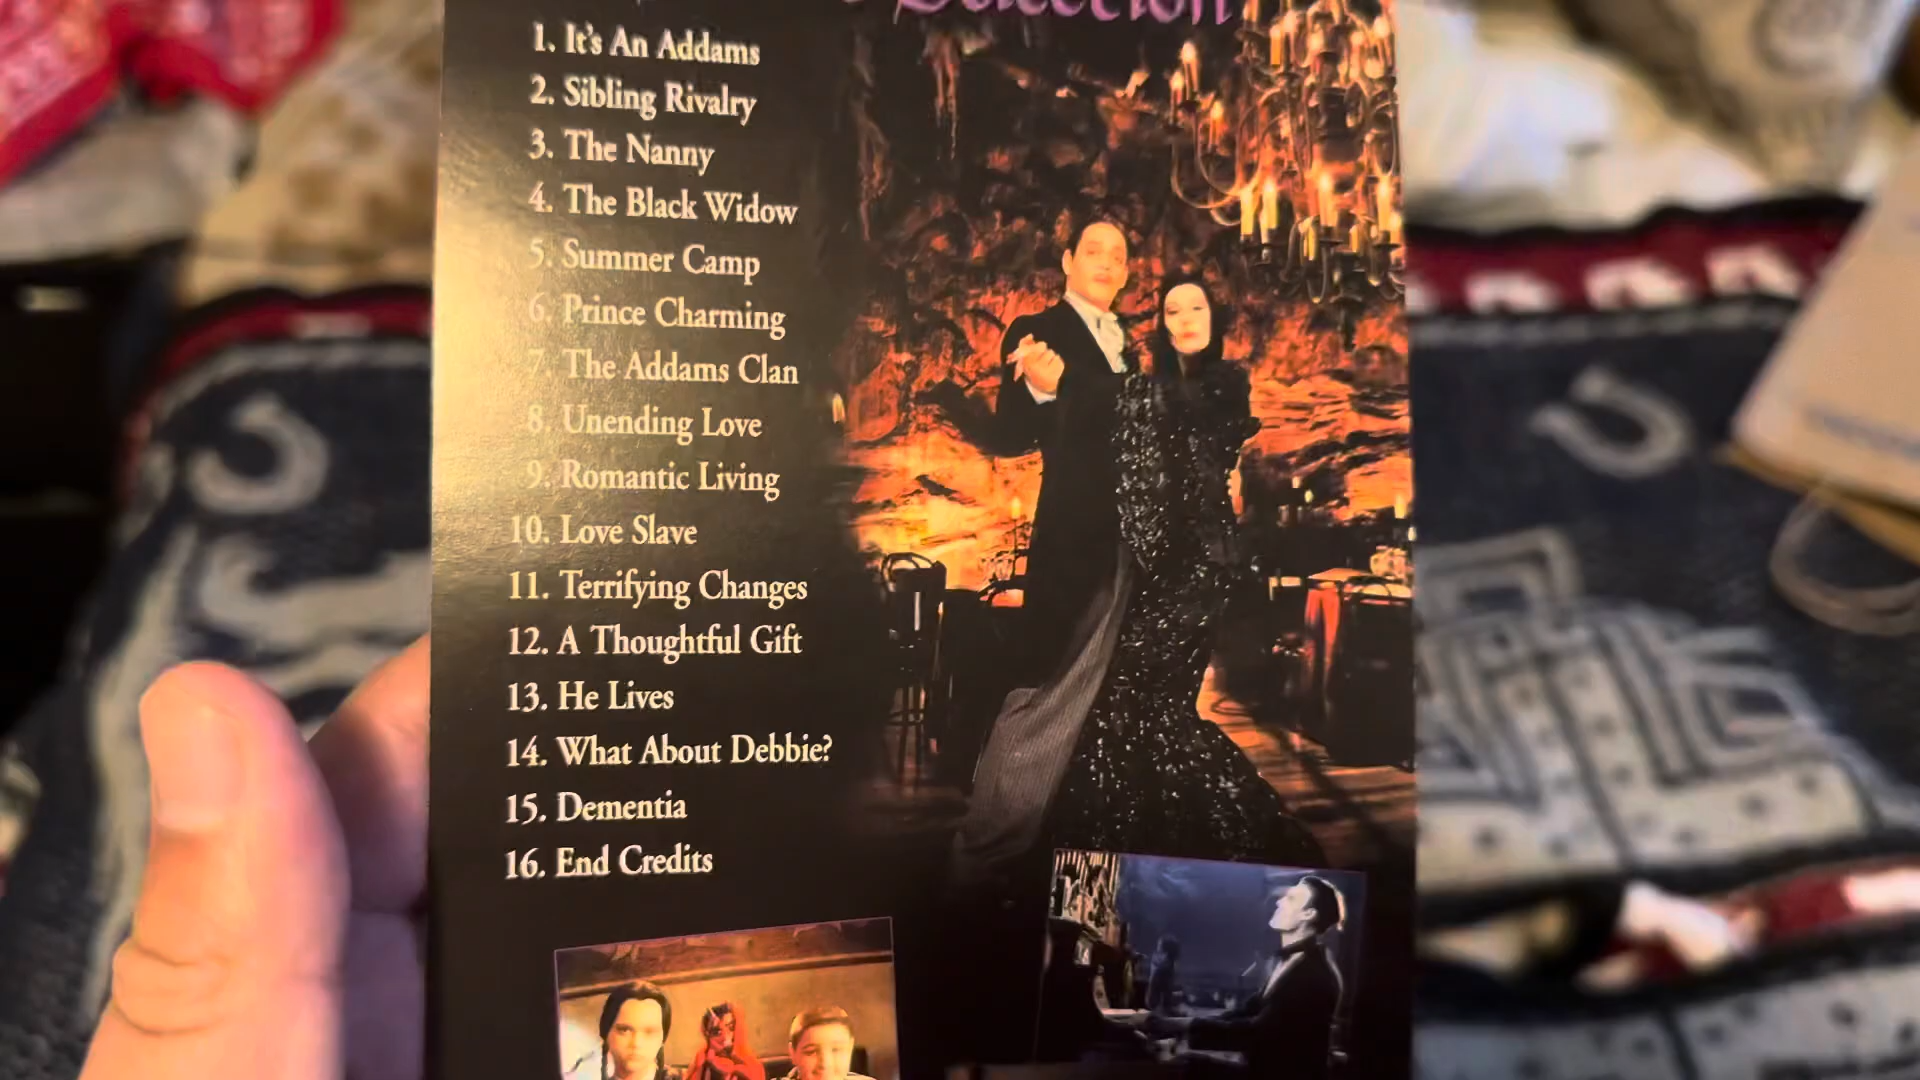 Selection
1. It's An Addams
2. Sibling Rivalry
3. The Nanny
4. The Black Widow
5. Summer Camp
6. Prince Charming
7. The Addams Clan
8. Unending Love
9. Romantic Living
10. Love Slave
11. Terrifying Changes
12. A Thoughtful Gift
13. He Lives
14. What About Debbie?
15. Dementia
16. End Credits